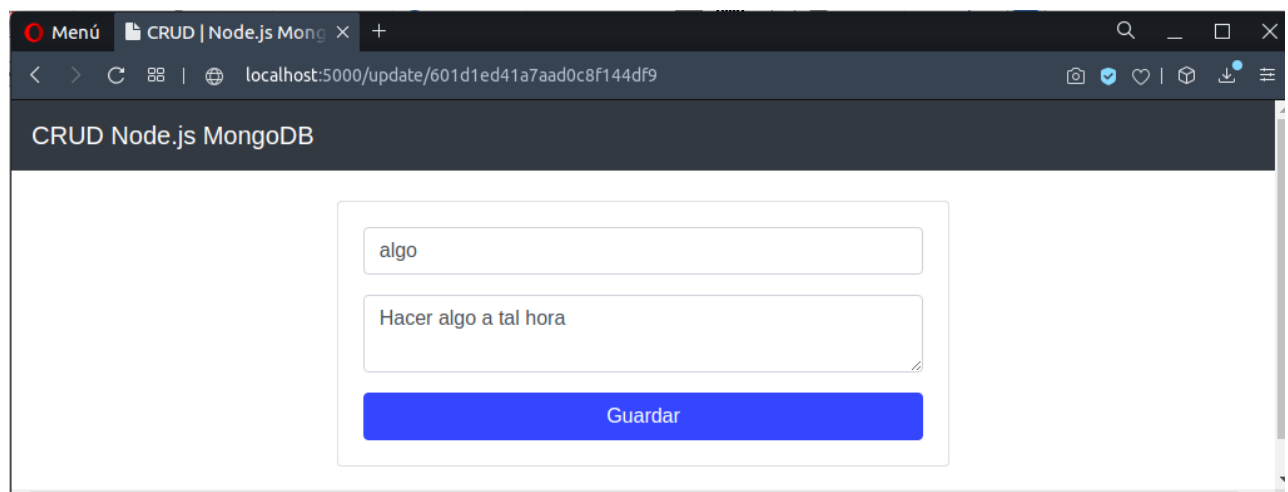 Menú
CRUD | Node.js Mong
localhost:5000/update/601d1ed41a7aad0c8f144df9
CRUD Node.js MongoDB
algo
Hacer algo a tal hora
Guardar